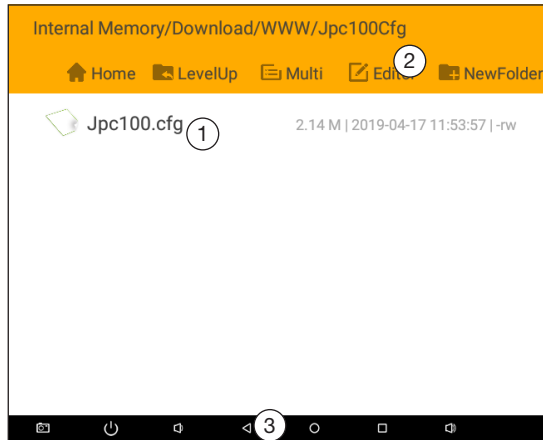 Internal Memory/Download/WWW/Jpc100Cfg
2
Home LevelUp Multi Editor NewFolder
Jpc100.cfg 1 2.14 M | 2019-04-17 11:53:57 | -rw
3